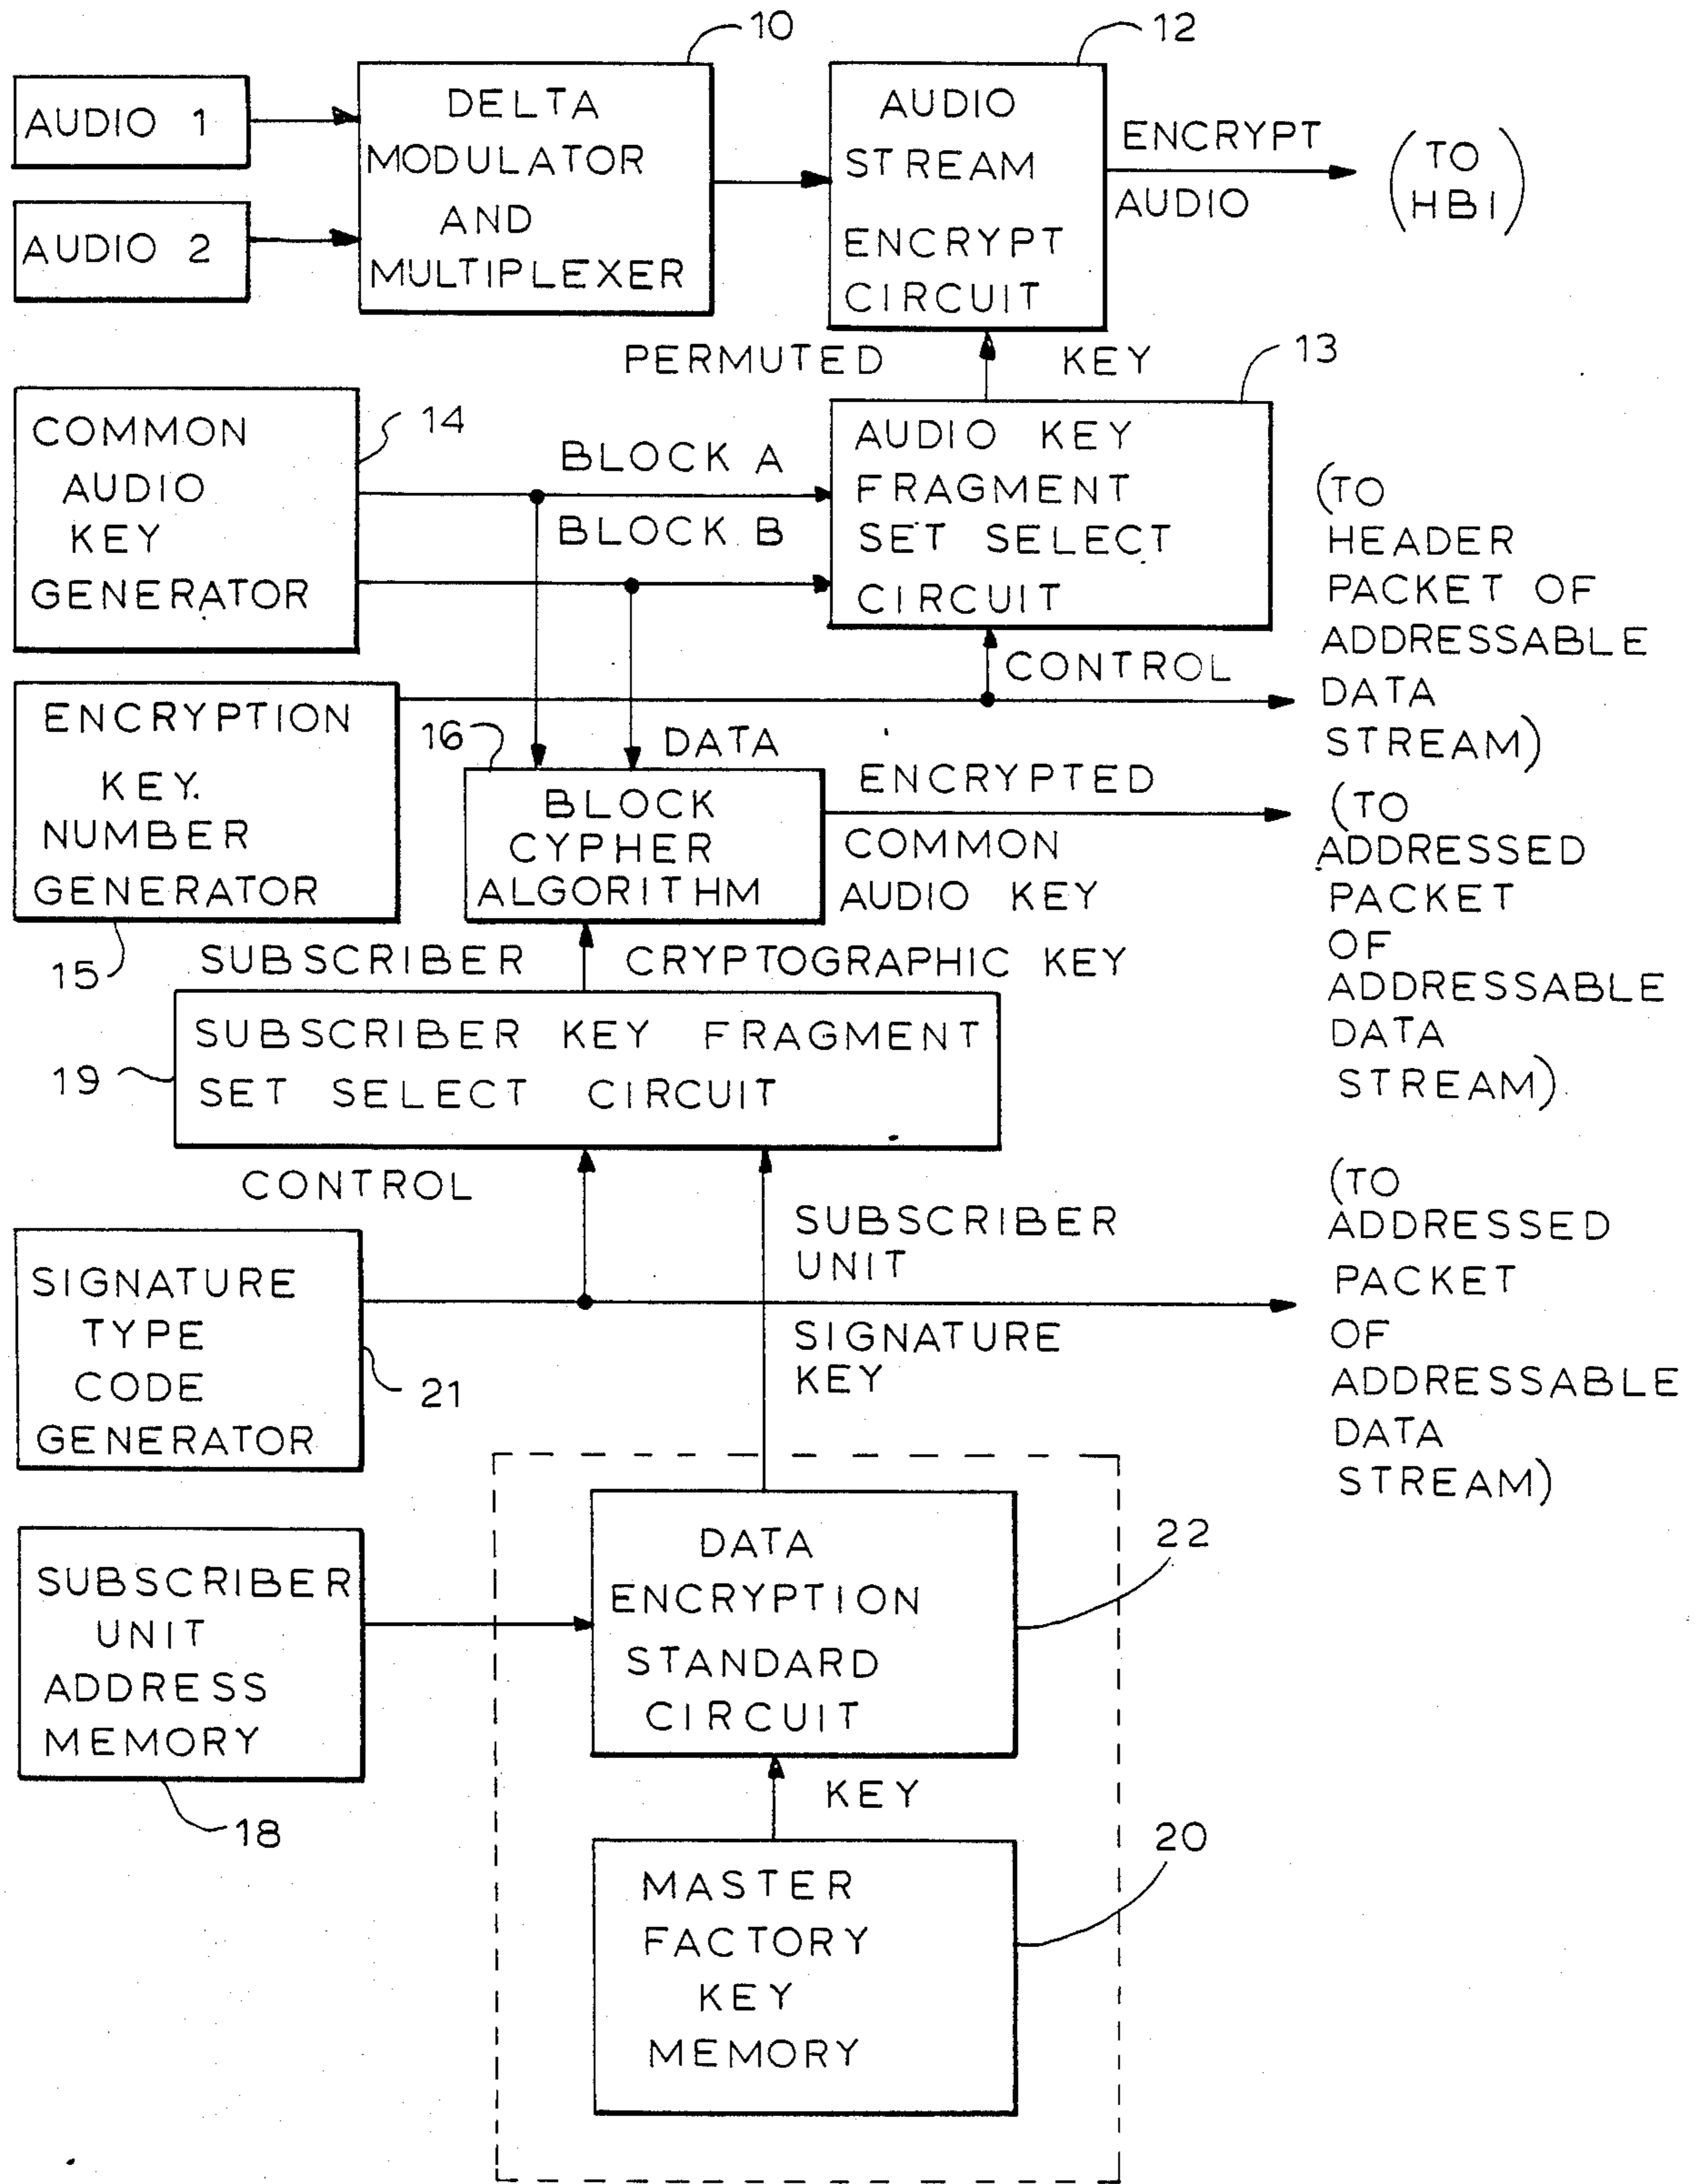 10
12
AUDIO 1
AUDIO 2
DELTA
MODULATOR
AND
MULTIPLEXER
AUDIO
STREAM
ENCRYPT
CIRCUIT
ENCRYPT
AUDIO
(TO
HBI)
PERMUTED KEY
13
COMMON
AUDIO
KEY
GENERATOR
14
BLOCK A
BLOCK B
AUDIO KEY
FRAGMENT
SET SELECT
CIRCUIT
(TO
HEADER
PACKET OF
ADDRESSABLE
DATA
STREAM)
CONTROL
ENCRYPTION
KEY
NUMBER
GENERATOR
15
16
DATA
BLOCK
CYPHER
ALGORITHM
ENCRYPTED
COMMON
AUDIO KEY
(TO
ADDRESSED
PACKET
OF
ADDRESSABLE
DATA
STREAM)
SUBSCRIBER CRYPTOGRAPHIC KEY
19
SUBSCRIBER KEY FRAGMENT
SET SELECT CIRCUIT
CONTROL
SUBSCRIBER
UNIT
SIGNATURE
KEY
(TO
ADDRESSED
PACKET
OF
ADDRESSABLE
DATA
STREAM)
SIGNATURE
TYPE
CODE
GENERATOR
21
SUBSCRIBER
UNIT
ADDRESS
MEMORY
18
DATA
ENCRYPTION
STANDARD
CIRCUIT
22
KEY
MASTER
FACTORY
KEY
MEMORY
20